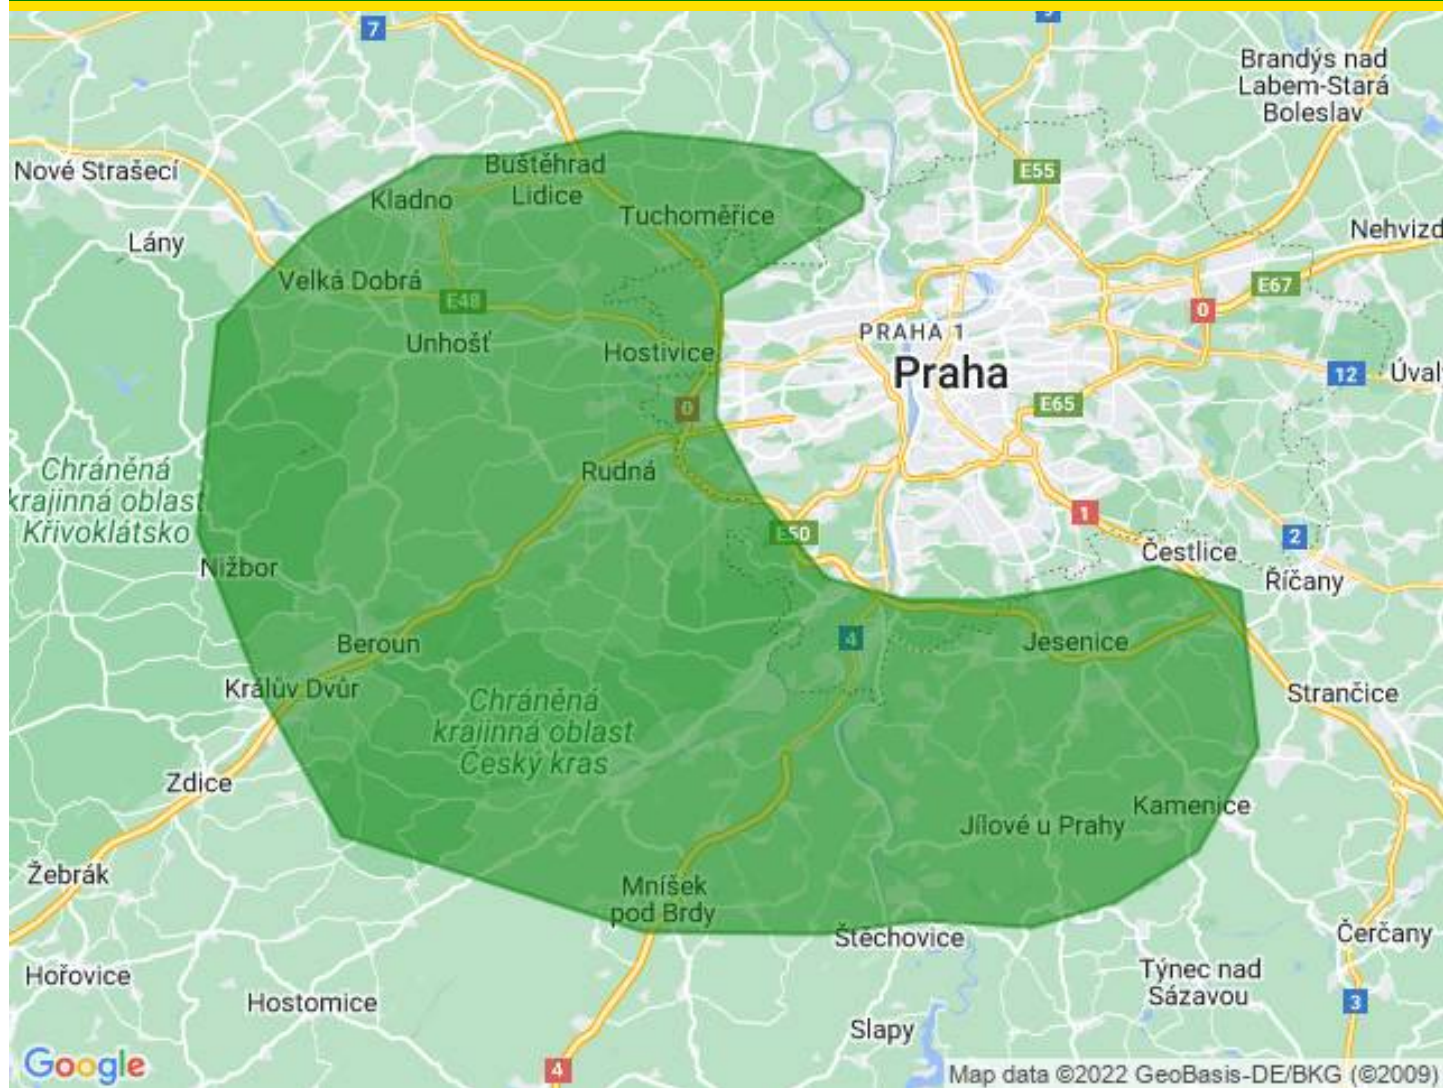 7
Brandýs nad
Labem-Stará
Boleslav
Nové Strašecí
Buštěhrad
Lidice
E55
Kladno
Tuchoměřice
Lány
Nehvizd
Velká Dobrá
E48
E67
0
PRAHA 1
Unhošť
Hostivice
Praha
12
Úval
0
E65
Chráněná
krajinná oblast
Křivoklátsko
Rudná
1
E50
2
Čestlice
Nižbor
Říčany
Beroun
4
Jesenice
Králův Dvůr
Strančice
Chráněná
krajinná oblast
Český kras
Zdice
Kamenice
Jílové u Prahy
Žebrák
Mníšek
pod Brdy
Štěchovice
Čerčany
Hořovice
Týnec nad
Sázavou
Hostomice
3
Slapy
Google
4
Map data ©2022 GeoBasis-DE/BKG (©2009)